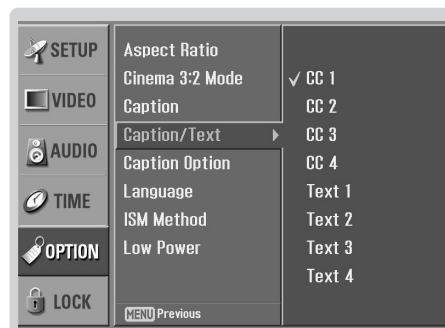 SETUP
VIDEO
AUDIO
TIME
OPTION
LOCK
Aspect Ratio
Cinema 3:2 Mode
Caption
Caption/Text
Caption Option
Language
ISM Method
Low Power
MENU Previous
✓ CC 1
CC 2
CC 3
CC 4
Text 1
Text 2
Text 3
Text 4